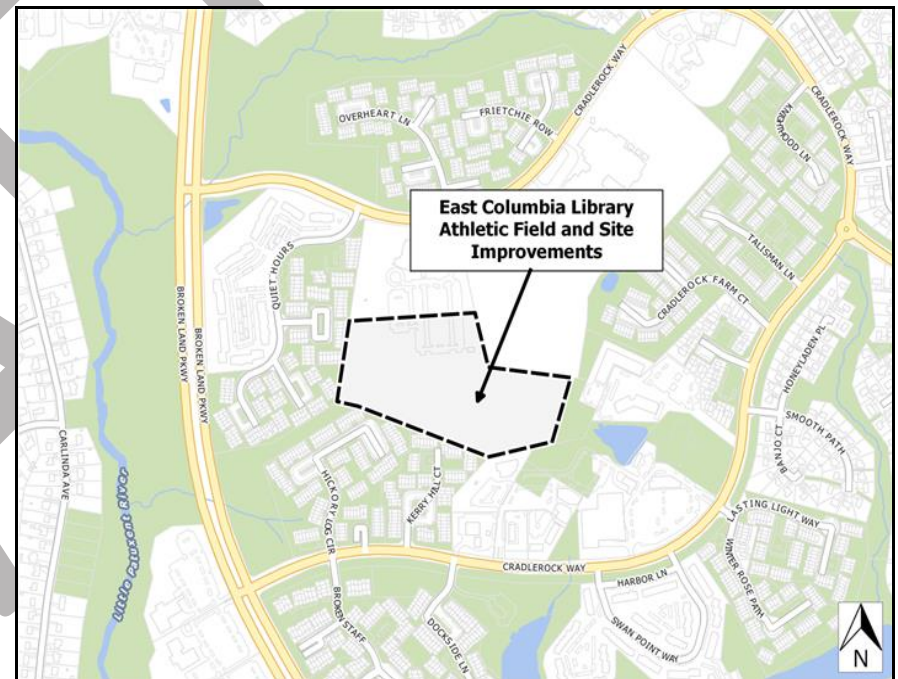 CRADLEROCK WAY
OVERHEART LN
FRIETCHIE ROW
CRADLEROCK WAY
East Columbia Library
Athletic Field and Site
Improvements
TALISMAN LN
QUIET HOURS
CRADLEROCK FARM CT
BROKEN LAND PKWY
BROKEN LAND PKWY
HONEYLADEN PL
SMOOTH PATH
BANJO CT
CARLINDA AVE
HICKORY LOG CIR
KERRY HILL CT
Little Patuxent River
LASTING LIGHT WAY
WINTER ROSE PATH
CRADLEROCK WAY
HARBOR LN
BROKEN STAFF
DOCKSIDE LN
SWAN POINT WAY
N